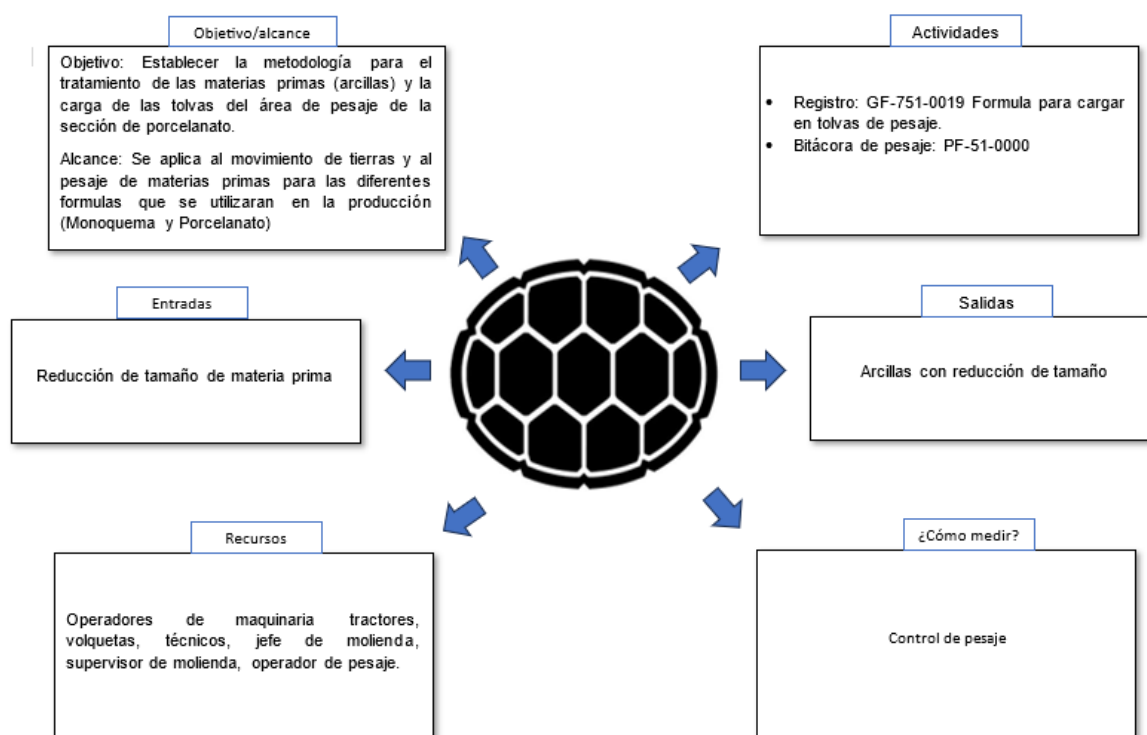 Objetivo/alcance
Objetivo: Establecer la metodología para el
tratamiento de las materias primas (arcillas) y la
carga de las tolvas del área de pesaje de la
sección de porcelanato.
Alcance: Se aplica al movimiento de tierras y al
pesaje de materias primas para las diferentes
formulas que se utilizaran en la producción
(Monoquema y Porcelanato)
Actividades
• Registro: GF-751-0019 Formula para cargar
en tolvas de pesaje.
• Bitácora de pesaje: PF-51-0000
Entradas
Reducción de tamaño de materia prima
Salidas
Arcillas con reducción de tamaño
Recursos
Operadores de maquinaria tractores,
volquetas, técnicos, jefe de molienda,
supervisor de molienda, operador de pesaje.
¿Cómo medir?
Control de pesaje